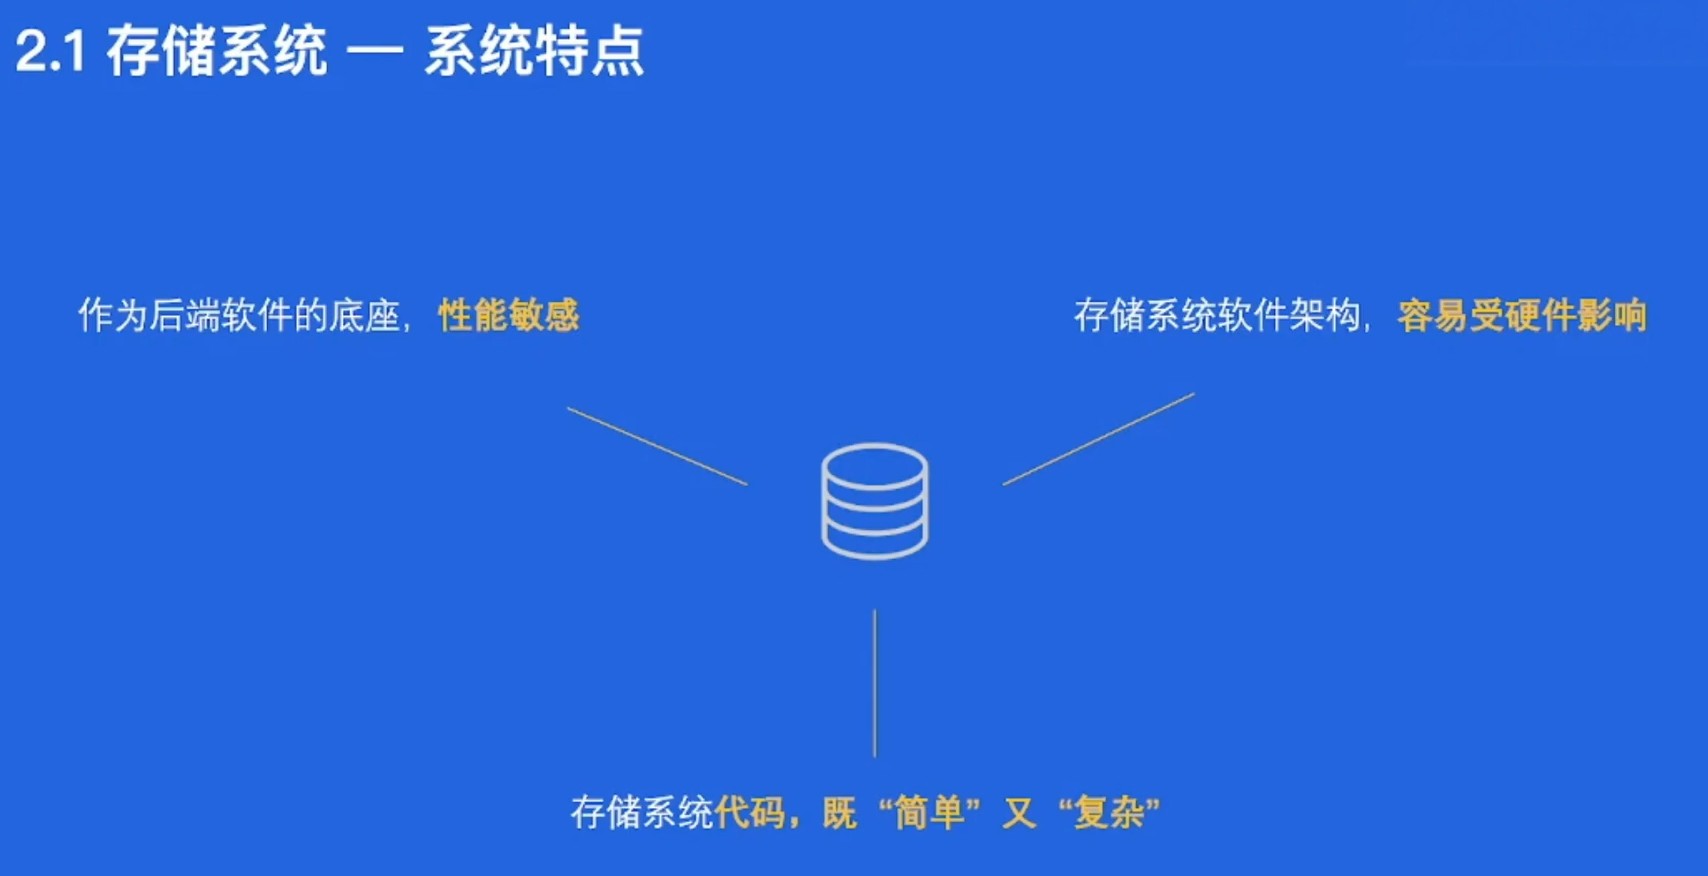 2.1 存储系统 — 系统特点
作为后端软件的底座，性能敏感
存储系统软件架构，容易受硬件影响
存储系统代码，既“简单”又“复杂”